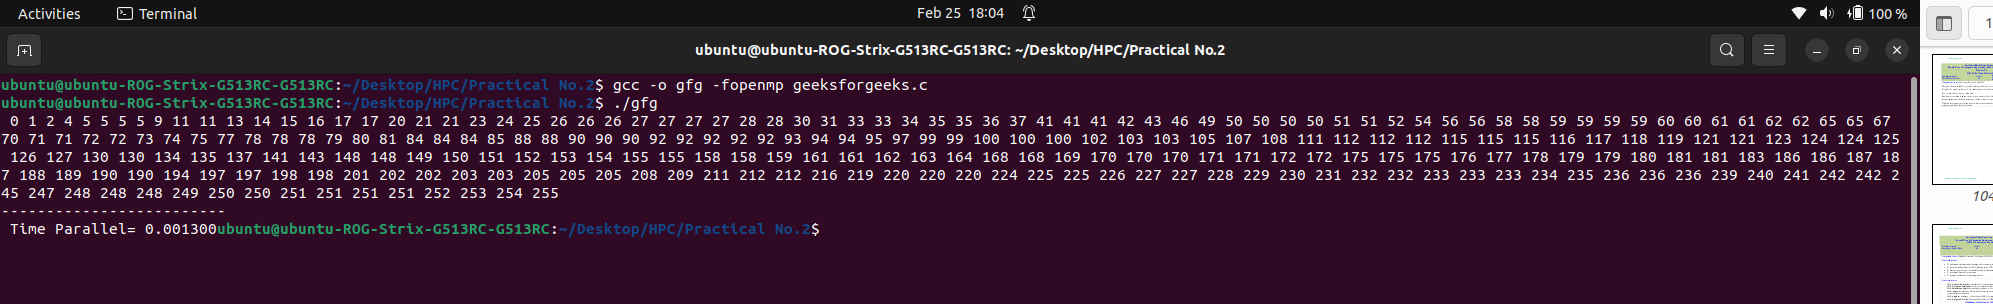 Activities Terminal Feb 25 18:04 100 %
ubuntu@ubuntu-ROG-Strix-G513RC-G513RC: ~/Desktop/HPC/Practical No.2
ubuntu@ubuntu-ROG-Strix-G513RC-G513RC:~/Desktop/HPC/Practical No.2$ gcc -o gfg -fopenmp geeksforgeeks.c
ubuntu@ubuntu-ROG-Strix-G513RC-G513RC:~/Desktop/HPC/Practical No.2$ ./gfg
0 1 2 4 5 5 5 5 9 11 11 13 14 15 16 17 17 20 21 21 23 24 25 26 26 26 27 27 27 27 28 28 30 31 33 33 34 35 35 36 37 41 41 41 42 43 46 49 50 50 50 50 51 51 52 54 56 56 58 58 59 59 59 59 60 60 61 61 62 62 65 65 67
70 71 71 72 72 73 74 75 77 78 78 78 79 80 81 84 84 84 85 88 88 90 90 90 92 92 92 92 92 93 94 94 95 97 99 99 100 100 100 102 103 103 105 107 108 111 112 112 112 115 115 115 116 117 118 119 121 121 123 124 124 125
126 127 130 130 134 135 137 141 143 148 148 149 150 151 152 153 154 155 155 158 158 159 161 161 162 163 164 168 168 169 170 170 170 171 171 172 172 175 175 175 176 177 178 179 179 180 181 181 183 186 186 187 18
7 188 189 190 190 194 197 197 198 198 201 202 202 203 203 205 205 205 208 209 211 212 212 216 219 220 220 220 224 225 225 226 227 227 228 229 230 231 232 232 233 233 233 234 235 236 236 236 239 240 241 242 242 2
45 247 248 248 248 249 250 250 251 251 251 251 252 253 254 255
-------------------------
Time Parallel= 0.001300ubuntu@ubuntu-ROG-Strix-G513RC-G513RC:~/Desktop/HPC/Practical No.2$
1
104